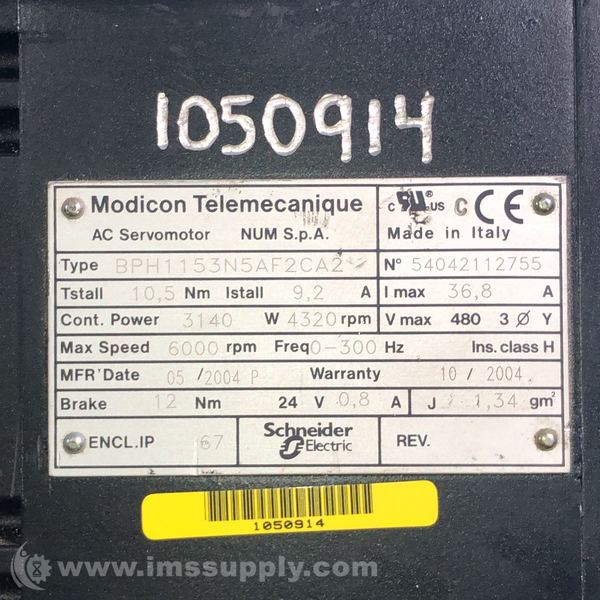 1050914
Modicon Telemecanique c UL® US C CE
AC Servomotor NUM S.p.A. Made in Italy
Type BPH1153N5AF2CA2 N° 54042112755
Tstall 10,5 Nm Istall 9,2 A I max 36,8 A
Cont. Power 3140 W 4320 rpm V max 480 3 Ø Y
Max Speed 6000 rpm Freq 0-300 Hz Ins. class H
MFR' Date 05 / 2004 P Warranty 10 / 2004
Brake 12 Nm 24 V 0,8 A J 1,34 gm²
ENCL.IP 67 Schneider Electric REV.
1050914
© www.imssupply.com